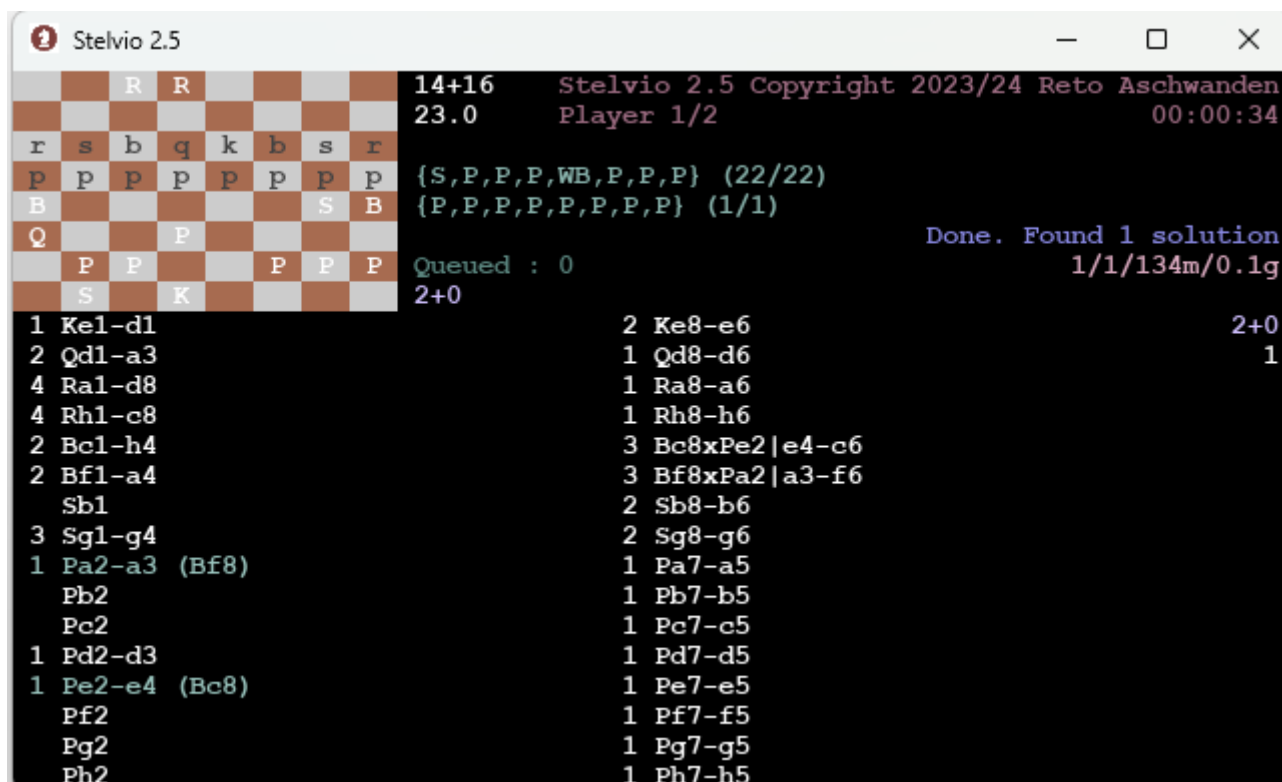 Stelvio 2.5
R R 14+16 Stelvio 2.5 Copyright 2023/24 Reto Aschwanden
23.0 Player 1/2 00:00:34
r s b q k b s r
p p p p p p p p {S,P,P,P,WB,P,P,P} (22/22)
B S B {P,P,P,P,P,P,P,P} (1/1)
Q P Done. Found 1 solution
P P P P P Queued : 0 1/1/134m/0.1g
S K 2+0
1 Ke1-d1 2 Ke8-e6 2+0
2 Qd1-a3 1 Qd8-d6 1
4 Ra1-d8 1 Ra8-a6
4 Rh1-c8 1 Rh8-h6
2 Bc1-h4 3 Bc8xPe2|e4-c6
2 Bf1-a4 3 Bf8xPa2|a3-f6
Sb1 2 Sb8-b6
3 Sg1-g4 2 Sg8-g6
1 Pa2-a3 (Bf8) 1 Pa7-a5
Pb2 1 Pb7-b5
Pc2 1 Pc7-c5
1 Pd2-d3 1 Pd7-d5
1 Pe2-e4 (Bc8) 1 Pe7-e5
Pf2 1 Pf7-f5
Pg2 1 Pg7-g5
Ph2 1 Ph7-h5